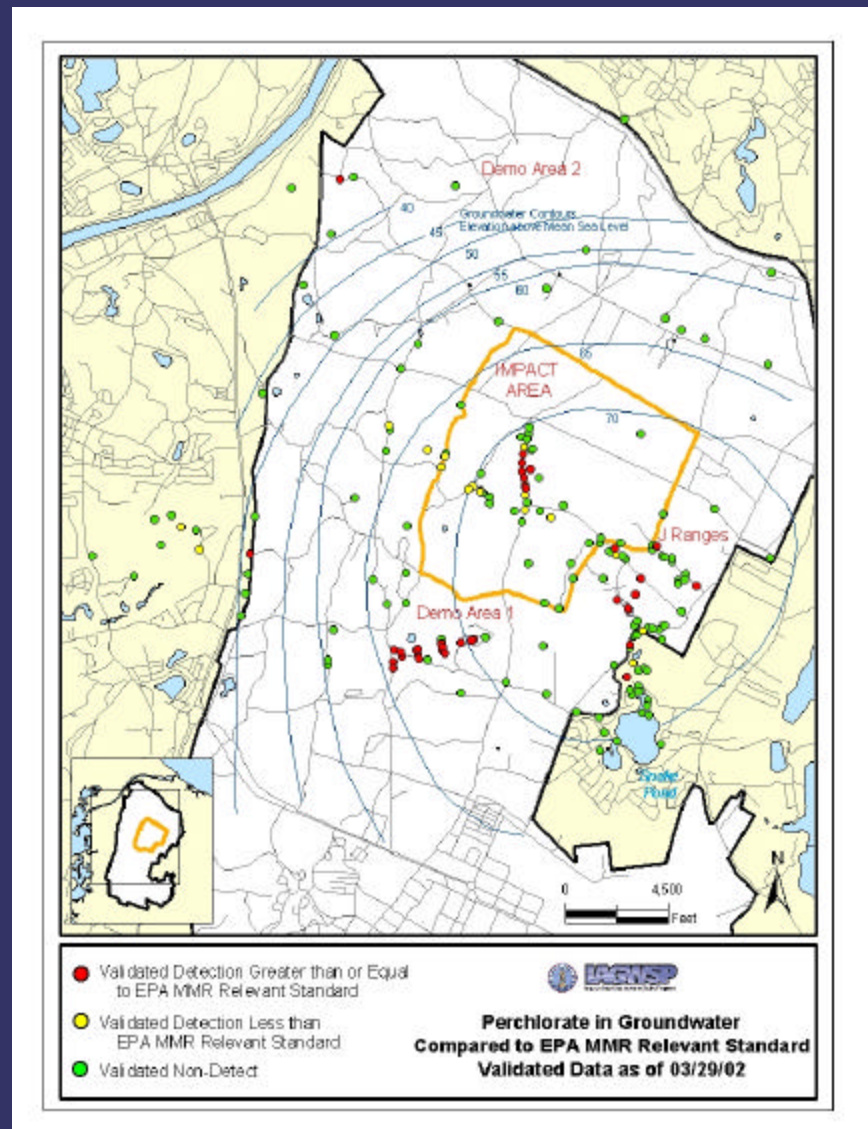 Demo Area 2
40
Groundwater Contours
45
Elevation above Mean Sea Level
50
55
60
65
IMPACT
AREA
70
J Ranges
Demo Area 1
Snake
Pond
N
0 4,500
Feet
Validated Detection Greater than or Equal
to EPA MMR Relevant Standard
Validated Detection Less than
EPA MMR Relevant Standard
Validated Non-Detect
IAGWSP
Perchlorate in Groundwater
Compared to EPA MMR Relevant Standard
Validated Data as of 03/29/02